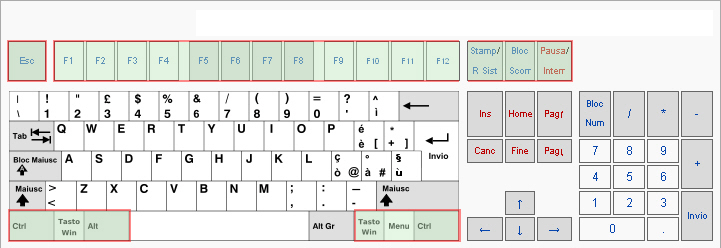 Esc F1 F2 F3 F4 F5 F6 F7 F8 F9 F10 F11 F12 Stamp/ Bloc Pausa/
R Sist Scorr Interr
| ! " £ $ % & / ( ) = ? ^
\ 1 2 3 4 5 6 7 8 9 0 ' ì
Tab Q W E R T Y U I O P é *
è [ + ]
Invio
Bloc Maiusc A S D F G H J K L ç ° §
ò @ à # ù
Maiusc > Z X C V B N M ; : _ Maiusc
< , . -
Ctrl Tasto Win Alt Alt Gr Tasto Win Menu Ctrl
Ins Home Pag↑
Canc Fine Pag↓
↑
← ↓ →
Bloc Num / * -
7 8 9 +
4 5 6
1 2 3 Invio
0 .